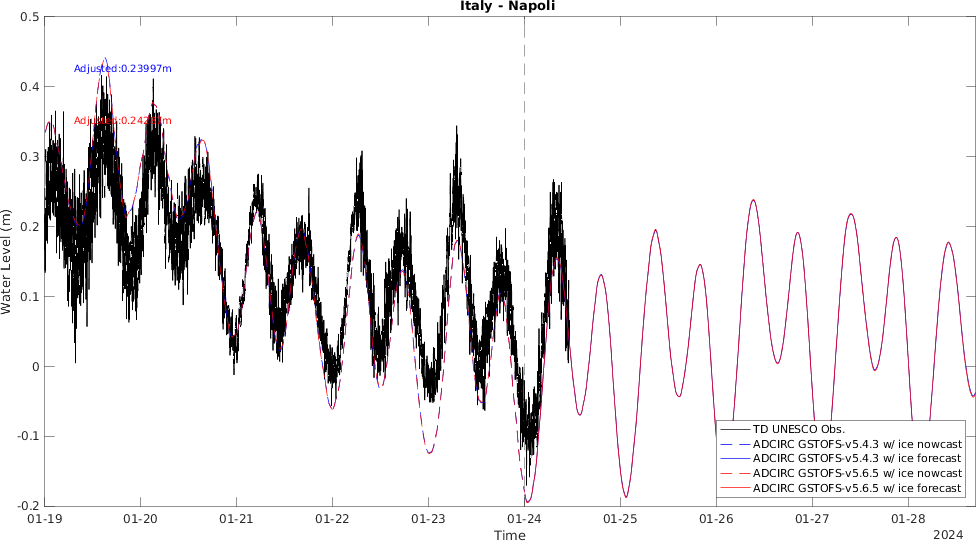 Italy - Napoli
0.5
0.4
0.3
0.2
0.1
0
-0.1
-0.2
Water Level (m)
Adjusted:0.23997m
TD UNESCO Obs.
ADCIRC GSTOFS-v5.4.3 w/ ice nowcast
ADCIRC GSTOFS-v5.4.3 w/ ice forecast
ADCIRC GSTOFS-v5.6.5 w/ ice nowcast
ADCIRC GSTOFS-v5.6.5 w/ ice forecast
01-19 01-20 01-21 01-22 01-23 01-24 01-25 01-26 01-27 01-28
Time
2024